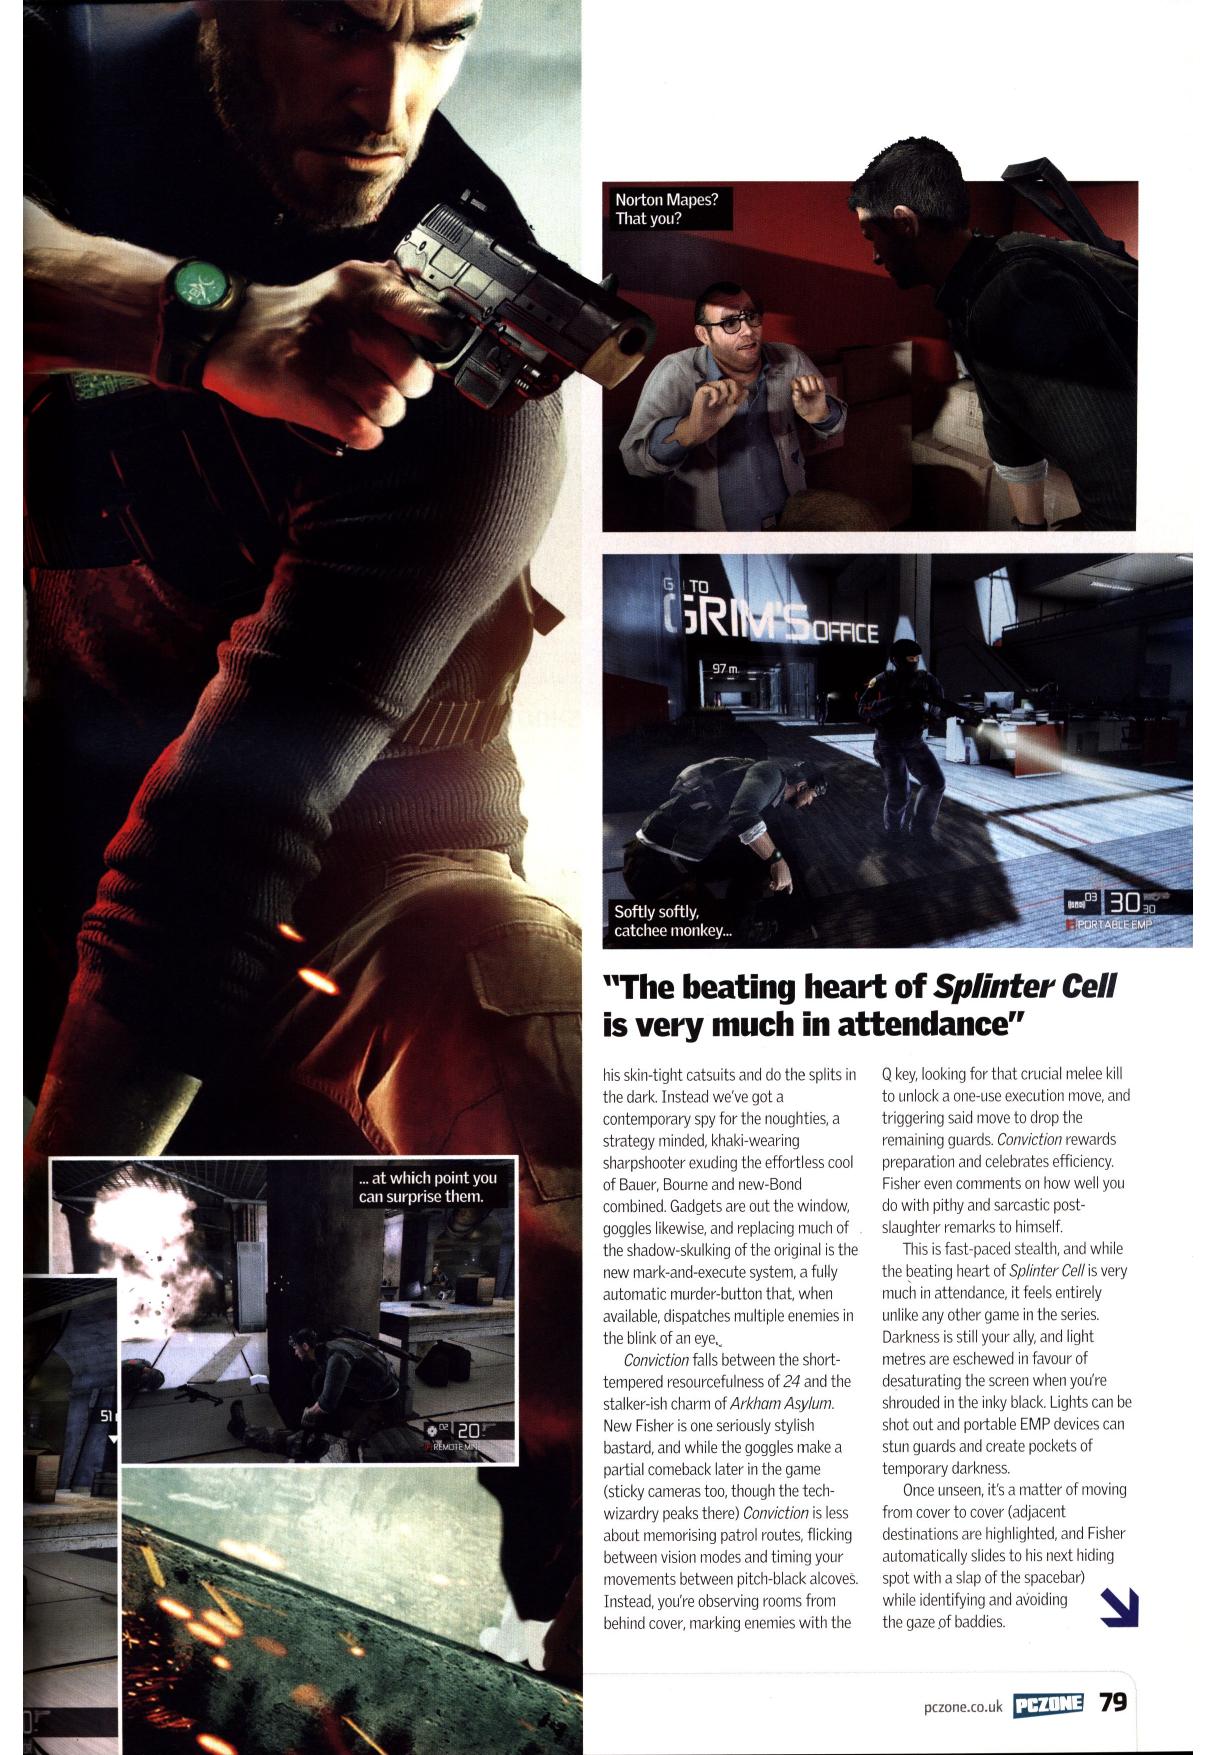 Norton Mapes?
That you?
G TO
GRIM'S OFFICE
97 m.
03 30 30
PORTABLE EMP
Softly softly,
catchee monkey...
"The beating heart of Splinter Cell
is very much in attendance"
his skin-tight catsuits and do the splits in
the dark. Instead we've got a
contemporary spy for the noughties, a
strategy minded, khaki-wearing
sharpshooter exuding the effortless cool
of Bauer, Bourne and new-Bond
combined. Gadgets are out the window,
goggles likewise, and replacing much of
the shadow-skulking of the original is the
new mark-and-execute system, a fully
automatic murder-button that, when
available, dispatches multiple enemies in
the blink of an eye.
Conviction falls between the short-
tempered resourcefulness of 24 and the
stalker-ish charm of Arkham Asylum.
New Fisher is one seriously stylish
bastard, and while the goggles make a
partial comeback later in the game
(sticky cameras too, though the tech-
wizardry peaks there) Conviction is less
about memorising patrol routes, flicking
between vision modes and timing your
movements between pitch-black alcoves.
Instead, you're observing rooms from
behind cover, marking enemies with the
Q key, looking for that crucial melee kill
to unlock a one-use execution move, and
triggering said move to drop the
remaining guards. Conviction rewards
preparation and celebrates efficiency.
Fisher even comments on how well you
do with pithy and sarcastic post-
slaughter remarks to himself.
This is fast-paced stealth, and while
the beating heart of Splinter Cell is very
much in attendance, it feels entirely
unlike any other game in the series.
Darkness is still your ally, and light
metres are eschewed in favour of
desaturating the screen when you're
shrouded in the inky black. Lights can be
shot out and portable EMP devices can
stun guards and create pockets of
temporary darkness.
Once unseen, it's a matter of moving
from cover to cover (adjacent
destinations are highlighted, and Fisher
automatically slides to his next hiding
spot with a slap of the spacebar)
while identifying and avoiding
the gaze of baddies.
... at which point you
can surprise them.
51
02 20
REMOTE MINE
pczone.co.uk PCZONE 79